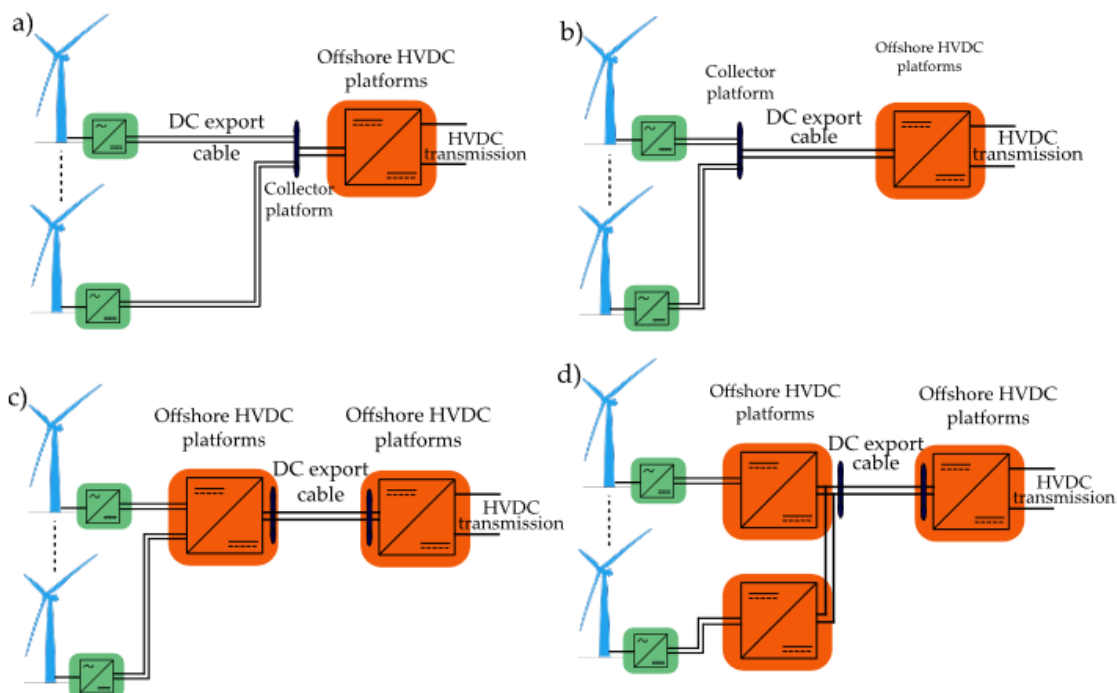 a)
Offshore HVDC
platforms
DC export
cable
HVDC
transmission
Collector
platform
b)
Offshore HVDC
platforms
Collector
platform
DC export
cable
HVDC
transmission
c)
Offshore HVDC
platforms
Offshore HVDC
platforms
DC export
cable
HVDC
transmission
d)
Offshore HVDC
platforms
Offshore HVDC
platforms
DC export
cable
HVDC
transmission